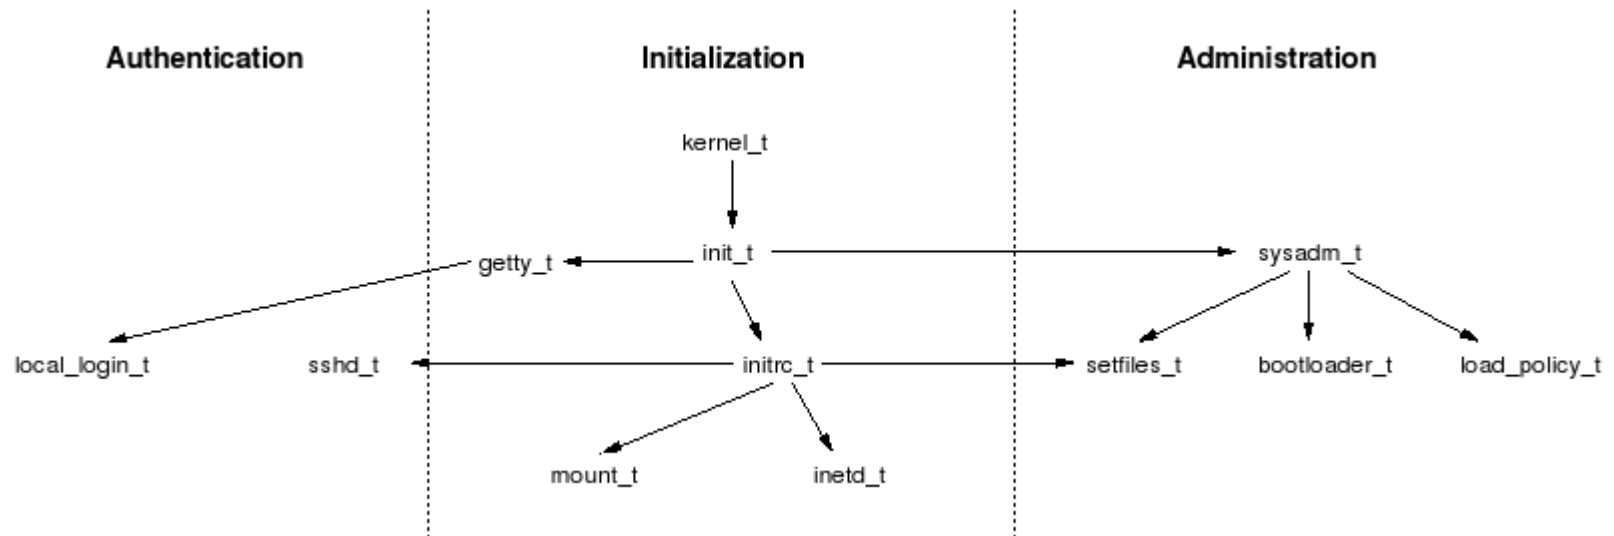 Authentication
Initialization
Administration
kernel_t
getty_t
init_t
sysadm_t
local_login_t
sshd_t
initrc_t
setfiles_t
bootloader_t
load_policy_t
mount_t
inetd_t